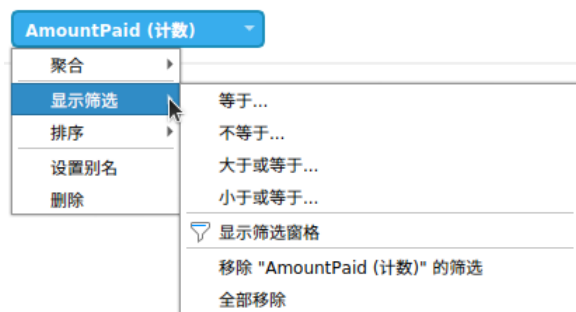 AmountPaid (计数)
聚合
显示筛选
排序
设置别名
删除
等于...
不等于...
大于或等于...
小于或等于...
显示筛选窗格
移除 "AmountPaid (计数)" 的筛选
全部移除